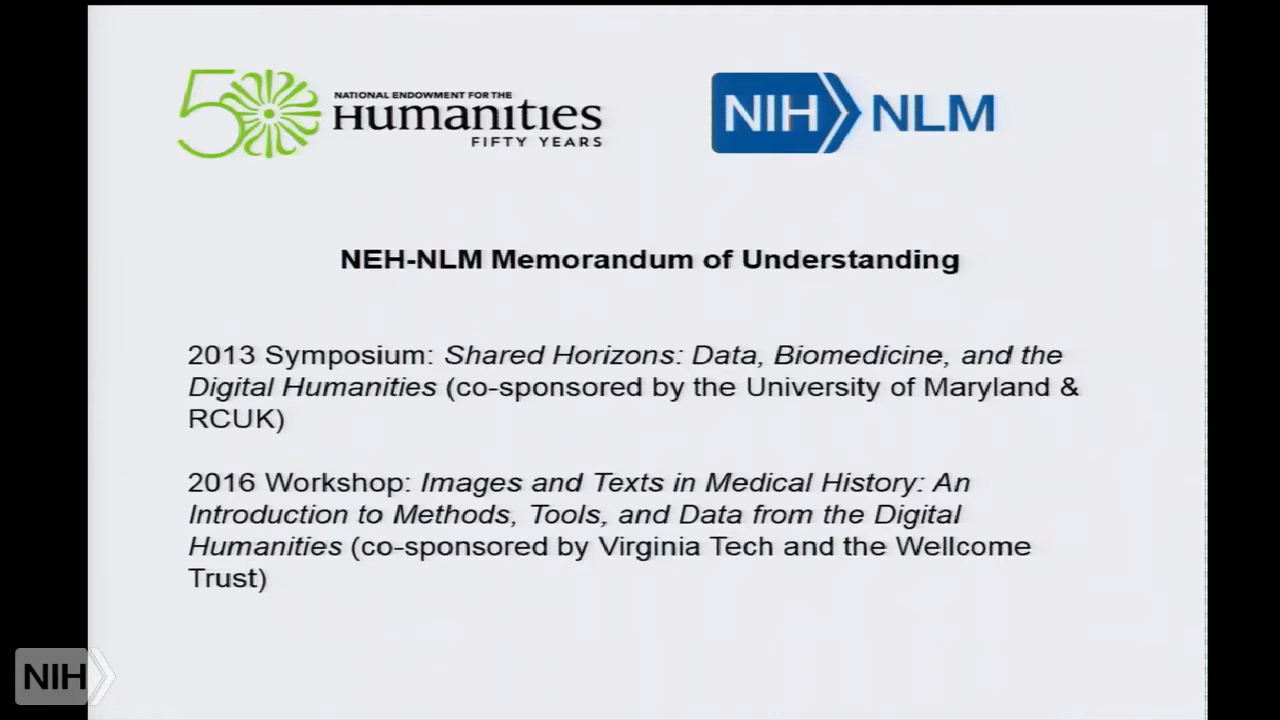 50
NATIONAL ENDOWMENT FOR THE
Humanities
FIFTY YEARS
NIH NLM
NEH-NLM Memorandum of Understanding
2013 Symposium: Shared Horizons: Data, Biomedicine, and the
Digital Humanities (co-sponsored by the University of Maryland &
RCUK)
2016 Workshop: Images and Texts in Medical History: An
Introduction to Methods, Tools, and Data from the Digital
Humanities (co-sponsored by Virginia Tech and the Wellcome
Trust)
NIH